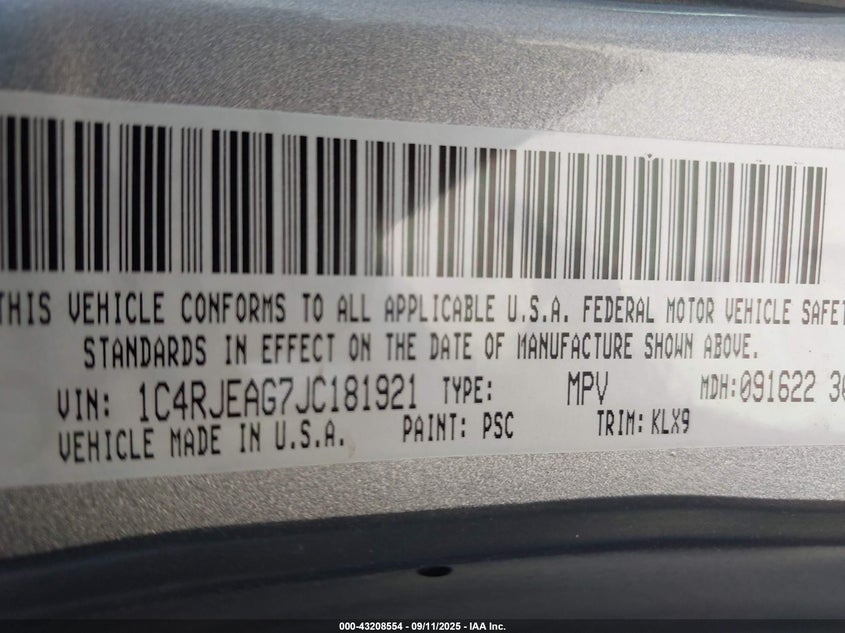 THIS VEHICLE CONFORMS TO ALL APPLICABLE U.S.A. FEDERAL MOTOR VEHICLE SAFET
STANDARDS IN EFFECT ON THE DATE OF MANUFACTURE SHOWN ABOVE.
VIN: 1C4RJEAG7JC181921 TYPE: MPV MDH:091622 30
VEHICLE MADE IN U.S.A. PAINT: PSC TRIM: KLX9
000-43208554 - 09/11/2025 - IAA Inc.